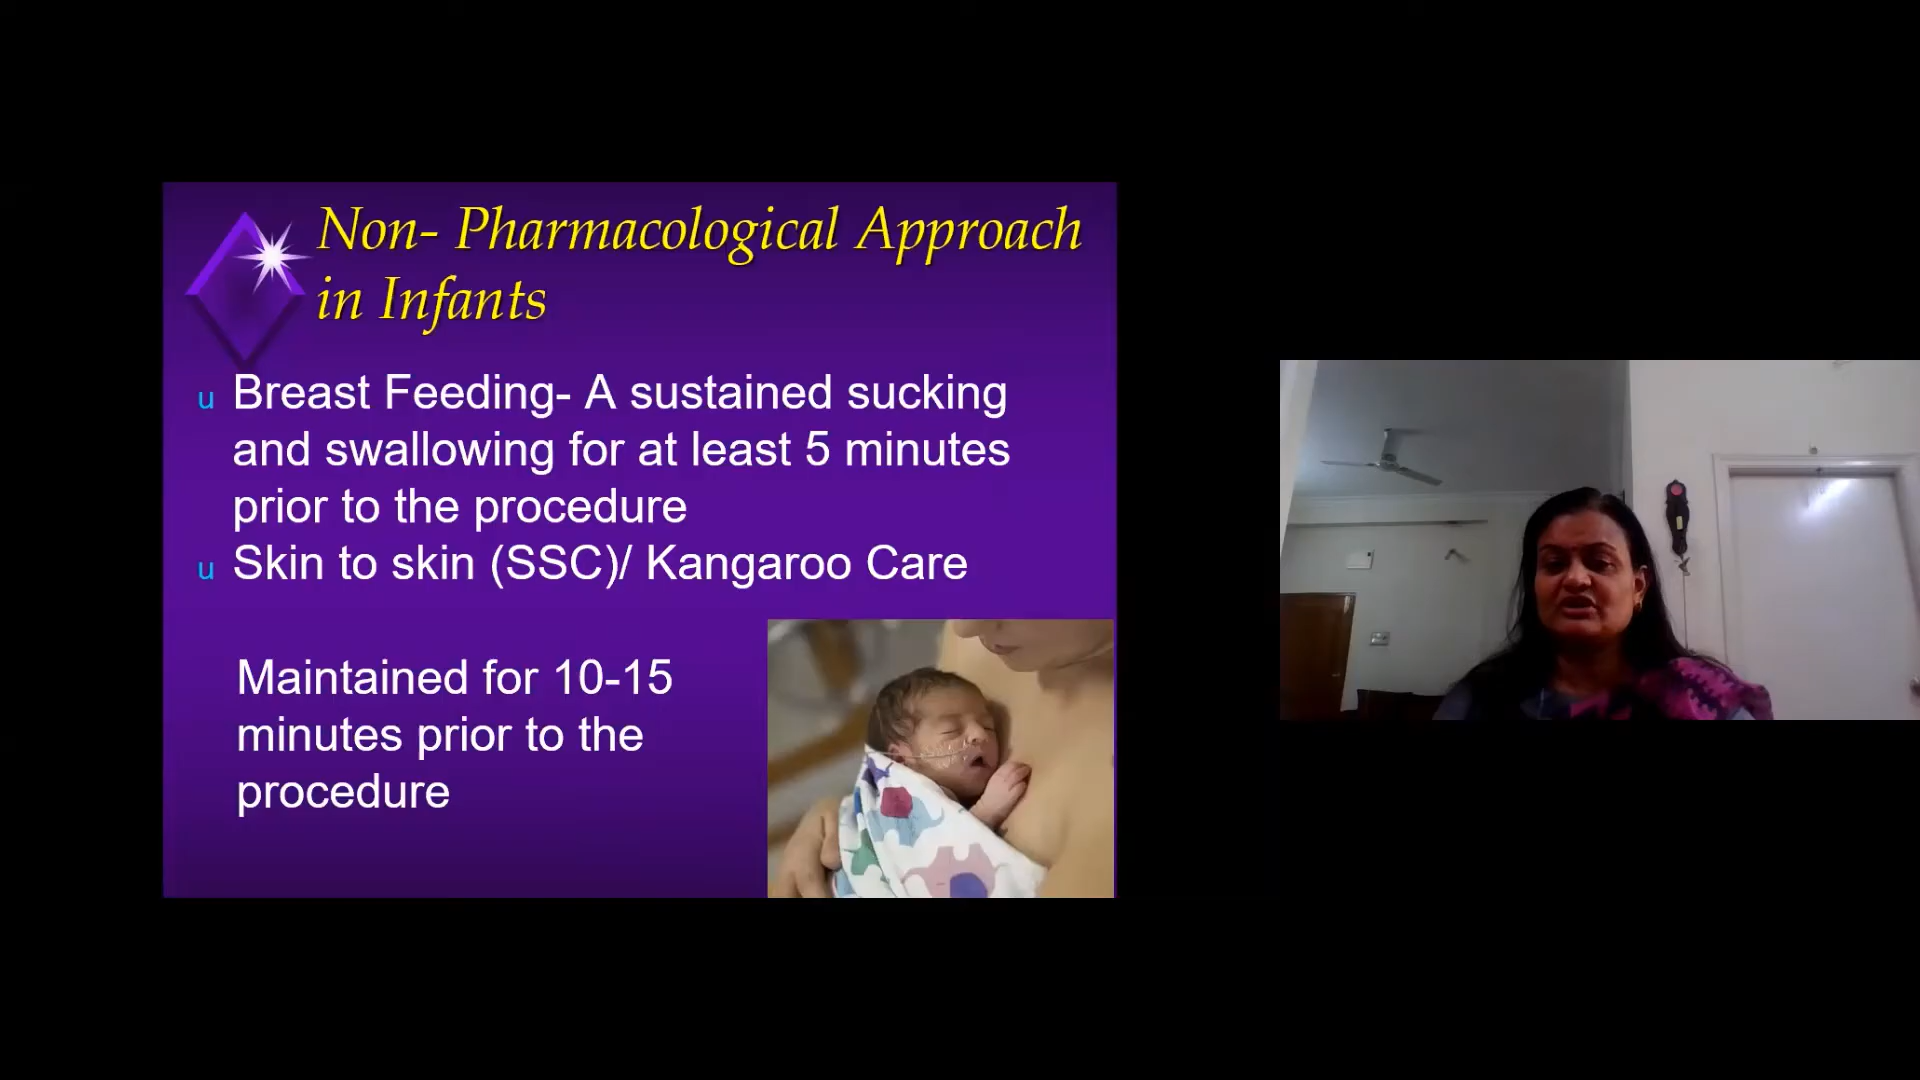 Non- Pharmacological Approach
in Infants
u Breast Feeding- A sustained sucking
and swallowing for at least 5 minutes
prior to the procedure
u Skin to skin (SSC)/ Kangaroo Care
Maintained for 10-15
minutes prior to the
procedure